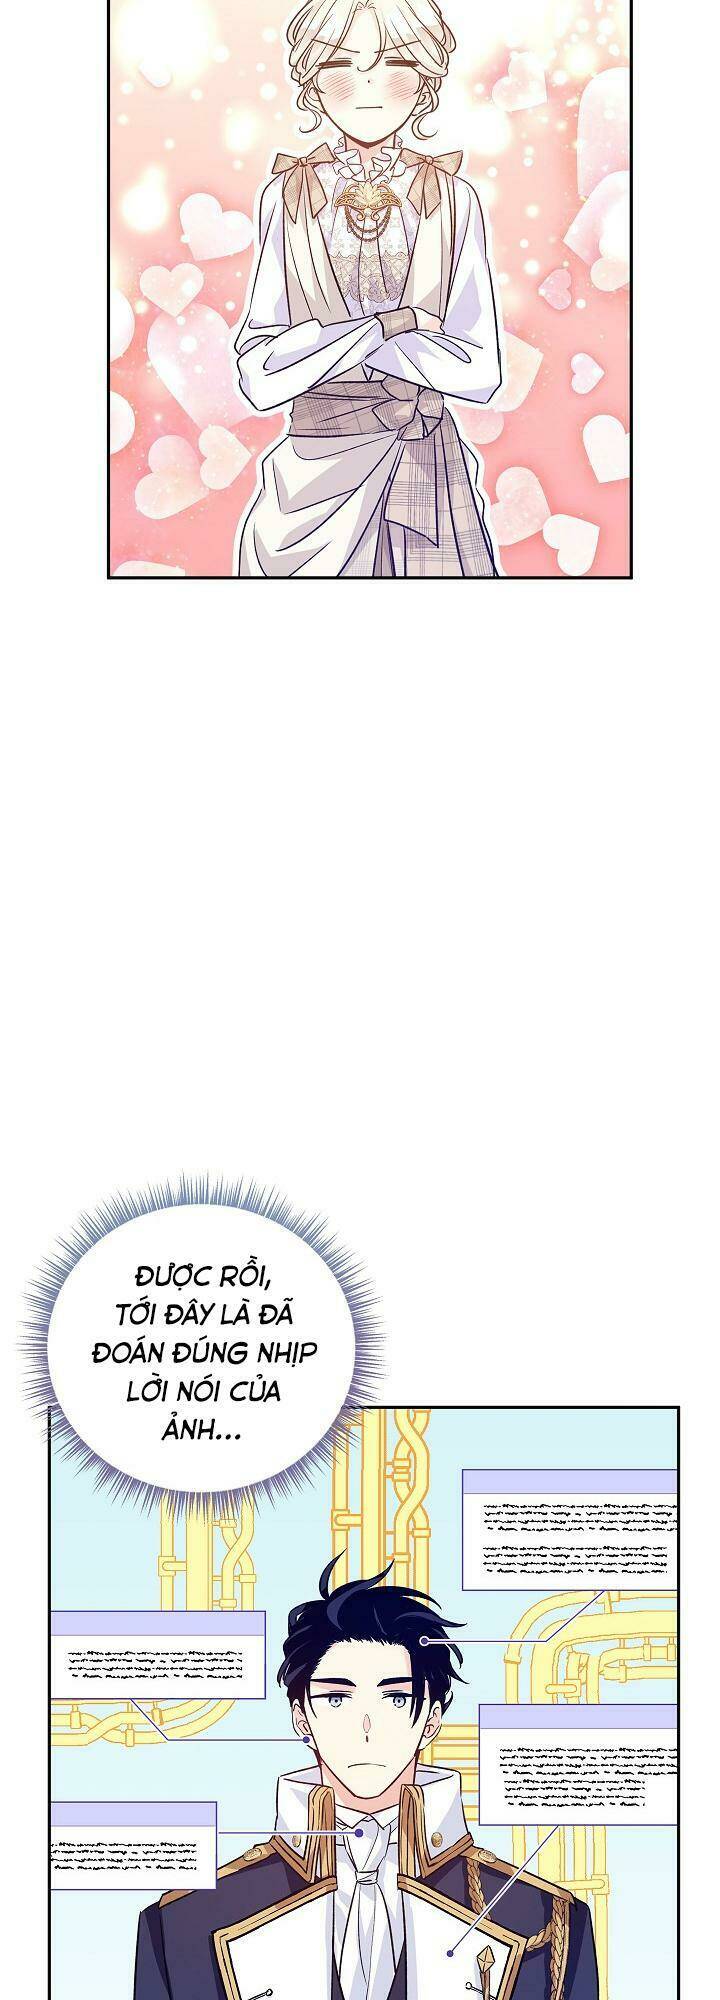 ĐƯỢC RỒI,
TỚI ĐÂY LÀ ĐÃ
ĐOÁN ĐÚNG NHỊP
LỜI NÓI CỦA
ẢNH...